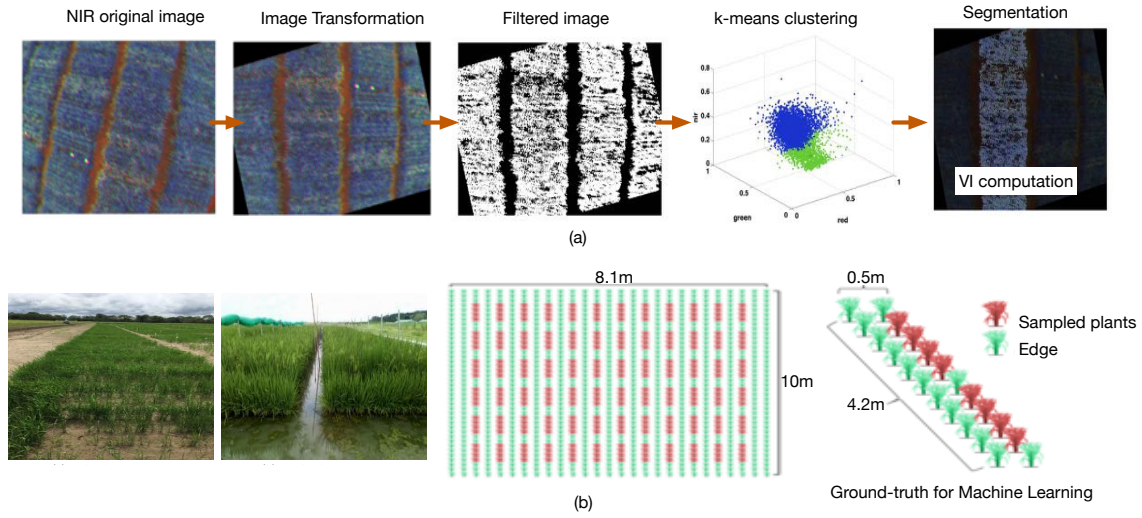 NIR original image
Image Transformation
Filtered image
k-means clustering
Segmentation
0.8
0.6
0.4
0.2
0
nir
1
0.5
0
green
0
0.5
1
red
VI computation
(a)
8.1m
10m
0.5m
4.2m
Sampled plants
Edge
Ground-truth for Machine Learning
(b)